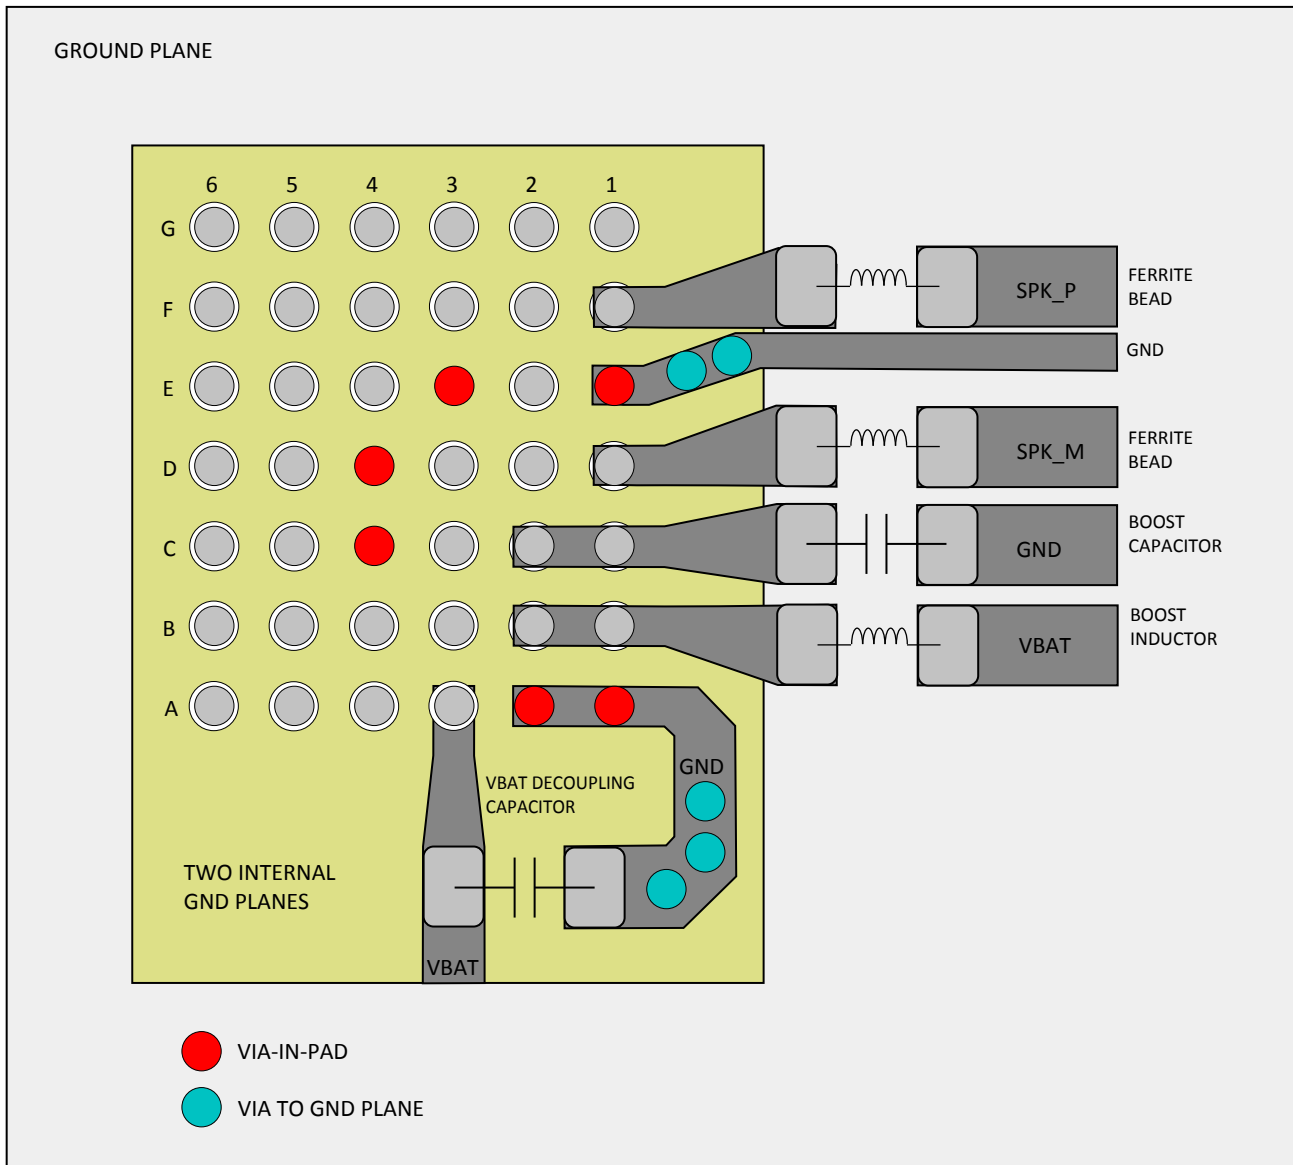 GROUND PLANE
6 5 4 3 2 1
G
F
E
D
C
B
A
SPK_P
FERRITE
BEAD
GND
SPK_M
FERRITE
BEAD
GND
BOOST
CAPACITOR
VBAT
BOOST
INDUCTOR
GND
VBAT DECOUPLING
CAPACITOR
TWO INTERNAL
GND PLANES
VBAT
VIA-IN-PAD
VIA TO GND PLANE